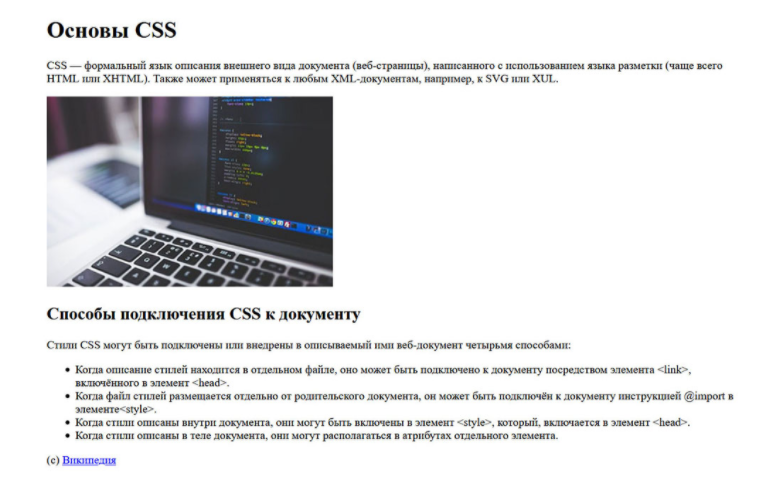 Основы CSS
CSS — формальный язык описания внешнего вида документа (веб-страницы), написанного с использованием языка разметки (чаще всего
HTML или XHTML). Также может применяться к любым XML-документам, например, к SVG или XUL.
Способы подключения CSS к документу
Стили CSS могут быть подключены или внедрены в описываемый ими веб-документ четырьмя способами:
• Когда описание стилей находится в отдельном файле, оно может быть подключено к документу посредством элемента <link>,
включённого в элемент <head>.
• Когда файл стилей размещается отдельно от родительского документа, он может быть подключён к документу инструкцией @import в
элементе<style>.
• Когда стили описаны внутри документа, они могут быть включены в элемент <style>, который, включается в элемент <head>.
• Когда стили описаны в теле документа, они могут располагаться в атрибутах отдельного элемента.
(c) Википедия